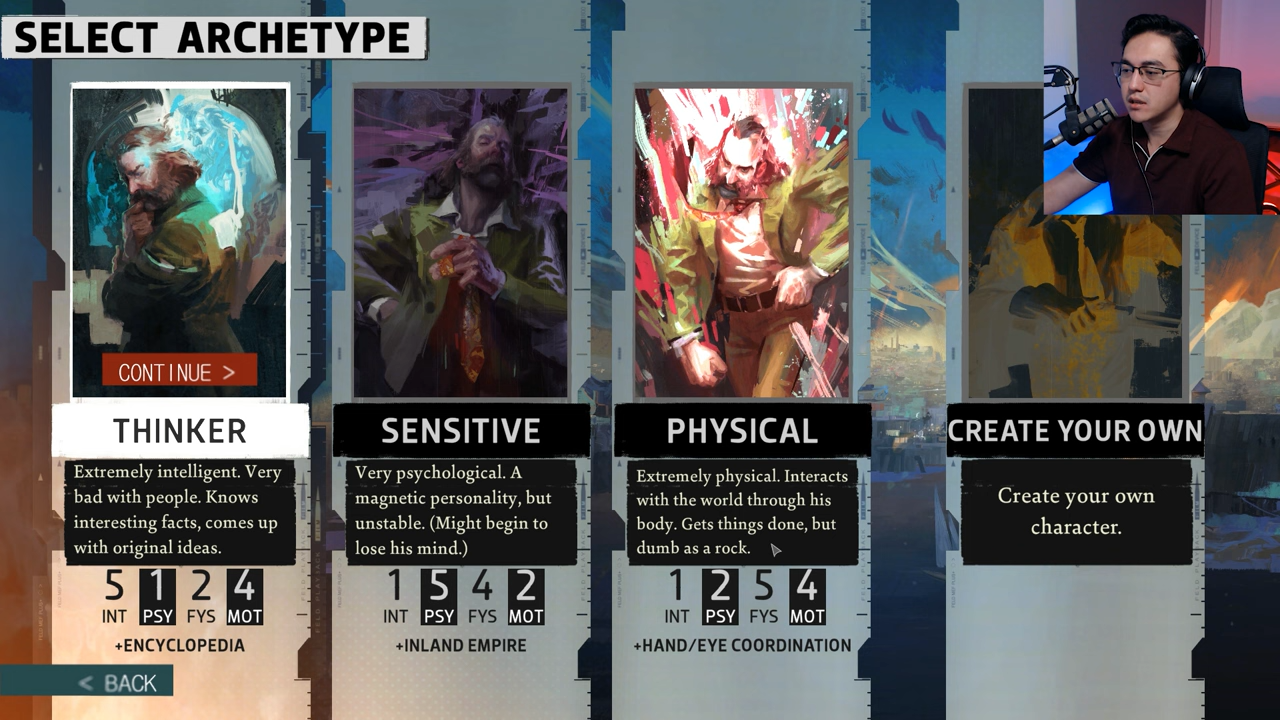 SELECT ARCHETYPE
CONTINUE >
THINKER
Extremely intelligent. Very
bad with people. Knows
interesting facts, comes up
with original ideas.
5 1 2 4
INT PSY FYS MOT
+ENCYCLOPEDIA
SENSITIVE
Very psychological. A
magnetic personality, but
unstable. (Might begin to
lose his mind.)
1 5 4 2
INT PSY FYS MOT
+INLAND EMPIRE
PHYSICAL
Extremely physical. Interacts
with the world through his
body. Gets things done, but
dumb as a rock.
1 2 5 4
INT PSY FYS MOT
+HAND/EYE COORDINATION
CREATE YOUR OWN
Create your own
character.
< BACK